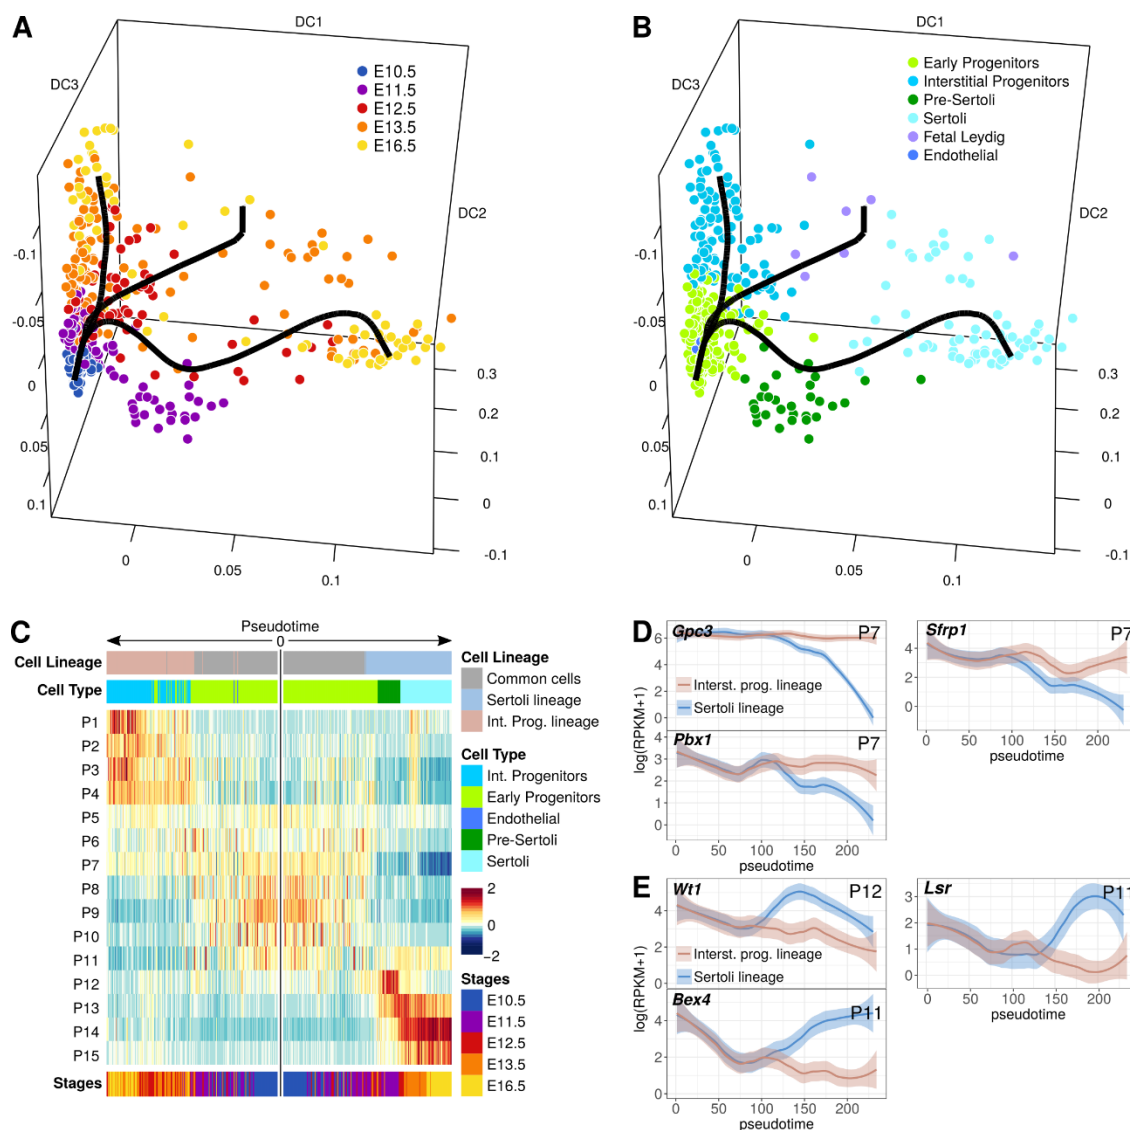 A
DC1
DC3
DC2
E10.5
E11.5
E12.5
E13.5
E16.5
-0.1
-0.05
0
0.05
0.1
0
0.05
0.1
0.3
0.2
0.1
0
-0.1
B
DC1
DC3
DC2
Early Progenitors
Interstitial Progenitors
Pre-Sertoli
Sertoli
Fetal Leydig
Endothelial
-0.1
-0.05
0
0.05
0.1
0
0.05
0.1
0.3
0.2
0.1
0
-0.1
C
Pseudotime
0
Cell Lineage
Cell Type
P1
P2
P3
P4
P5
P6
P7
P8
P9
P10
P11
P12
P13
P14
P15
Stages
Cell Lineage
Common cells
Sertoli lineage
Int. Prog. lineage
Cell Type
Int. Progenitors
Early Progenitors
Endothelial
Pre-Sertoli
Sertoli
2
0
−2
Stages
E10.5
E11.5
E12.5
E13.5
E16.5
D
Gpc3
P7
6
4
2
0
Interst. prog. lineage
Sertoli lineage
log(RPKM+1)
Pbx1
P7
3
2
1
0
0 50 100 150 200
pseudotime
Sfrp1
P7
4
2
0
0 50 100 150 200
pseudotime
E
Wt1
P12
4
2
0
Interst. prog. lineage
Sertoli lineage
log(RPKM+1)
Bex4
P11
4
2
0
0 50 100 150 200
pseudotime
Lsr
P11
3
2
1
0
0 50 100 150 200
pseudotime